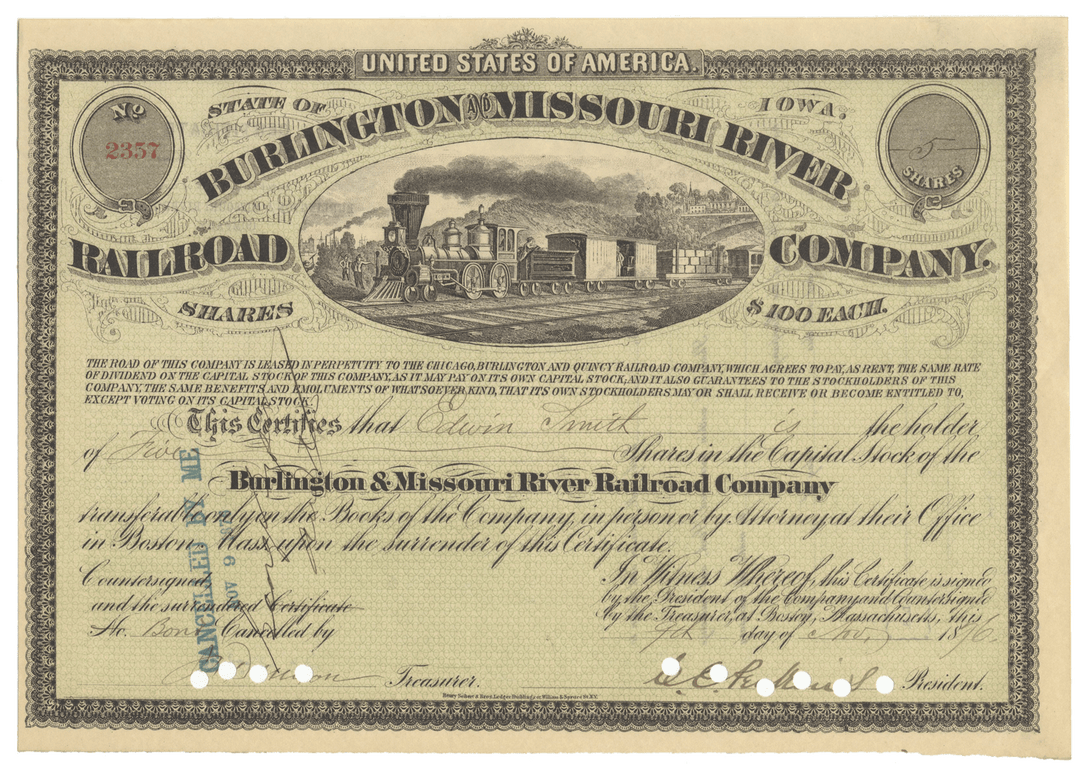 UNITED STATES OF AMERICA.
No 2357
STATE OF IOWA.
5 SHARES
BURLINGTON AND MISSOURI RIVER
RAILROAD COMPANY.
SHARES $100 EACH.
THE ROAD OF THIS COMPANY IS LEASED IN PERPETUITY TO THE CHICAGO, BURLINGTON AND QUINCY RAILROAD COMPANY, WHICH AGREES TO PAY, AS RENT, THE SAME RATE
OF DIVIDEND ON THE CAPITAL STOCK OF THIS COMPANY, AS IT MAY PAY ON ITS OWN CAPITAL STOCK; AND IT ALSO GUARANTEES TO THE STOCKHOLDERS OF THIS
COMPANY, THE SAME BENEFITS AND EMOLUMENTS OF WHATSOEVER KIND, THAT ITS OWN STOCKHOLDERS MAY OR SHALL RECEIVE OR BECOME ENTITLED TO,
EXCEPT VOTING ON ITS CAPITAL STOCK.
This Certifies that Edwin Smith is the holder
of Five Shares in the Capital Stock of the
Burlington & Missouri River Railroad Company
transferable only on the Books of the Company, in person or by Attorney, at their Office
in Boston Mass. upon the surrender of this Certificate.
Countersigned,
and the surrendered Certificate
No. Cancelled by
In Witness Whereof, this Certificate is signed
by the President of the Company and Countersigned
by the Treasurer, at Boston, Massachusetts, this
9th day of Nov. 1876.
Treasurer.
C. E. Perkins President.
CANCELLED BY ME
NOV 9